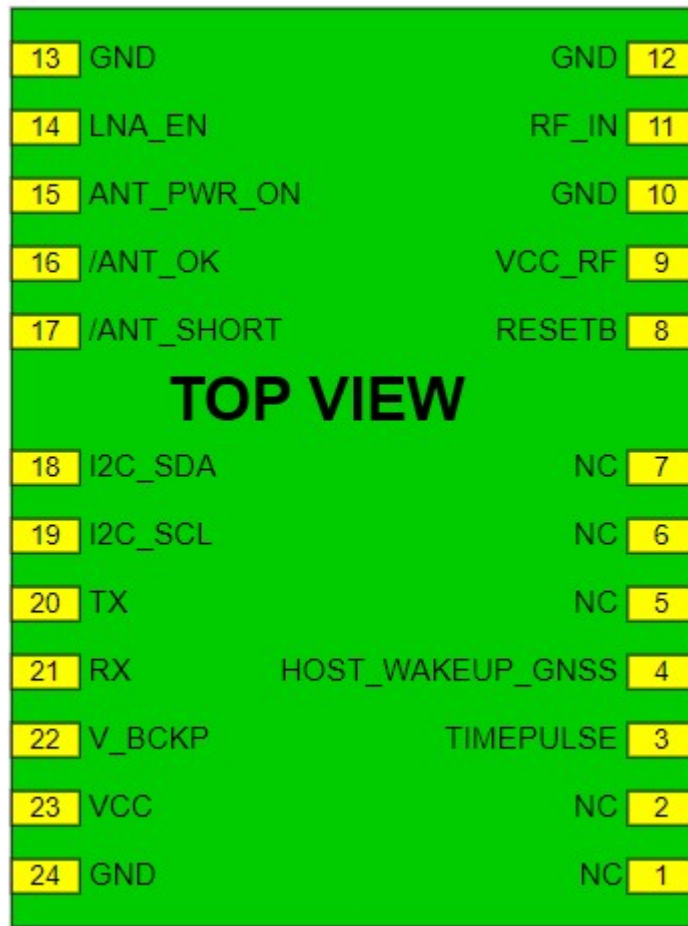 13 GND GND 12
14 LNA_EN RF_IN 11
15 ANT_PWR_ON GND 10
16 /ANT_OK VCC_RF 9
17 /ANT_SHORT RESETB 8
TOP VIEW
18 I2C_SDA NC 7
19 I2C_SCL NC 6
20 TX NC 5
21 RX HOST_WAKEUP_GNSS 4
22 V_BCKP TIMEPULSE 3
23 VCC NC 2
24 GND NC 1